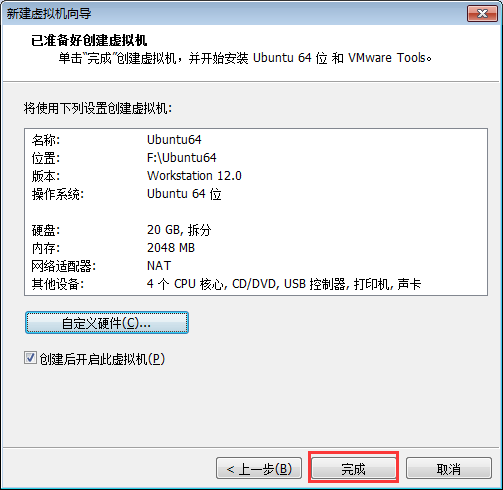 新建虚拟机向导
已准备好创建虚拟机
单击“完成”创建虚拟机，并开始安装 Ubuntu 64 位 和 VMware Tools。
将使用下列设置创建虚拟机:
名称: Ubuntu64
位置: F:\Ubuntu64
版本: Workstation 12.0
操作系统: Ubuntu 64 位
硬盘: 20 GB, 拆分
内存: 2048 MB
网络适配器: NAT
其他设备: 4 个 CPU 核心, CD/DVD, USB 控制器, 打印机, 声卡
自定义硬件(C)...
创建后开启此虚拟机(P)
< 上一步(B) 完成 取消